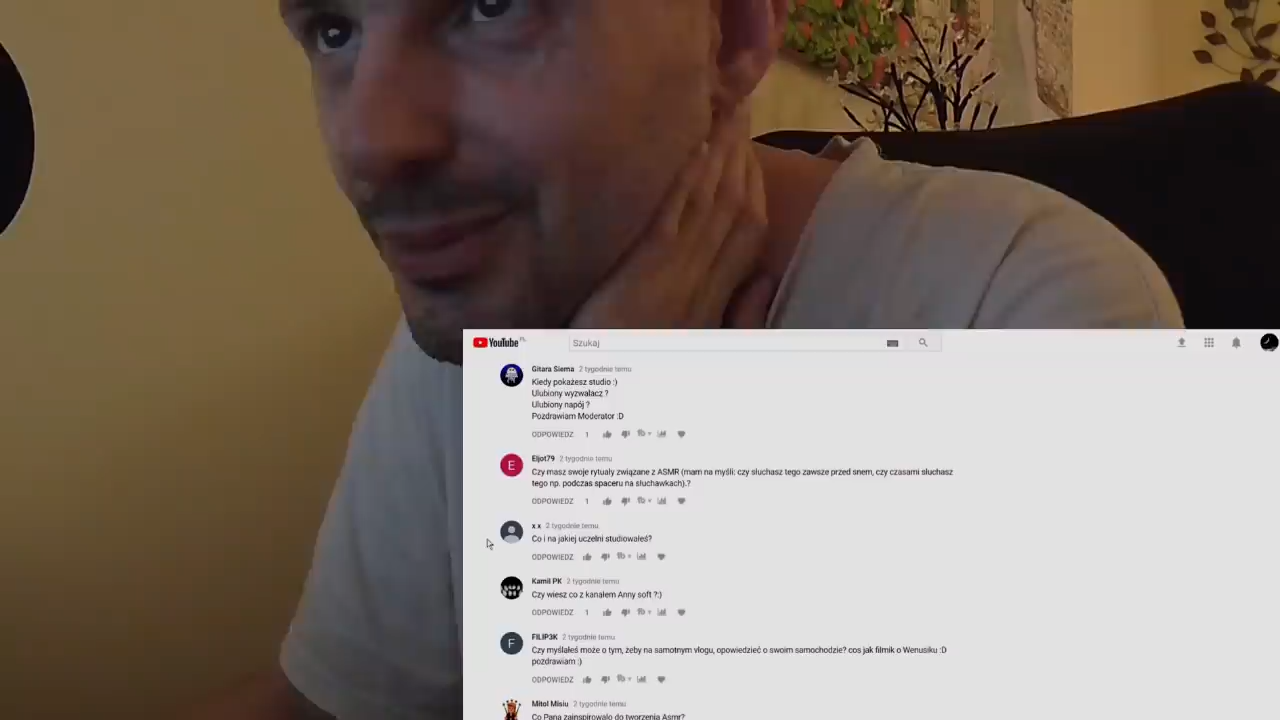 YouTube PL
Szukaj
Gitara Siema 2 tygodnie temu
Kiedy pokażesz studio :)
Ulubiony wyzwalacz ?
Ulubiony napój ?
Pozdrawiam Moderator :D
ODPOWIEDZ 1
E
Eljot79 2 tygodnie temu
Czy masz swoje rytuały związane z ASMR (mam na myśli: czy słuchasz tego zawsze przed snem, czy czasami słuchasz
tego np. podczas spaceru na słuchawkach).?
ODPOWIEDZ 1
x x 2 tygodnie temu
Co i na jakiej uczelni studiowałeś?
ODPOWIEDZ
Kamil PK 2 tygodnie temu
Czy wiesz co z kanałem Anny soft ?:)
ODPOWIEDZ 1
F
FILIP3K 2 tygodnie temu
Czy myślałeś może o tym, żeby na samotnym vlogu, opowiedzieć o swoim samochodzie? cos jak filmik o Wenusiku :D
pozdrawiam :)
ODPOWIEDZ
Mitol Misiu 2 tygodnie temu
Co Pana zainspirowało do tworzenia Asmr?